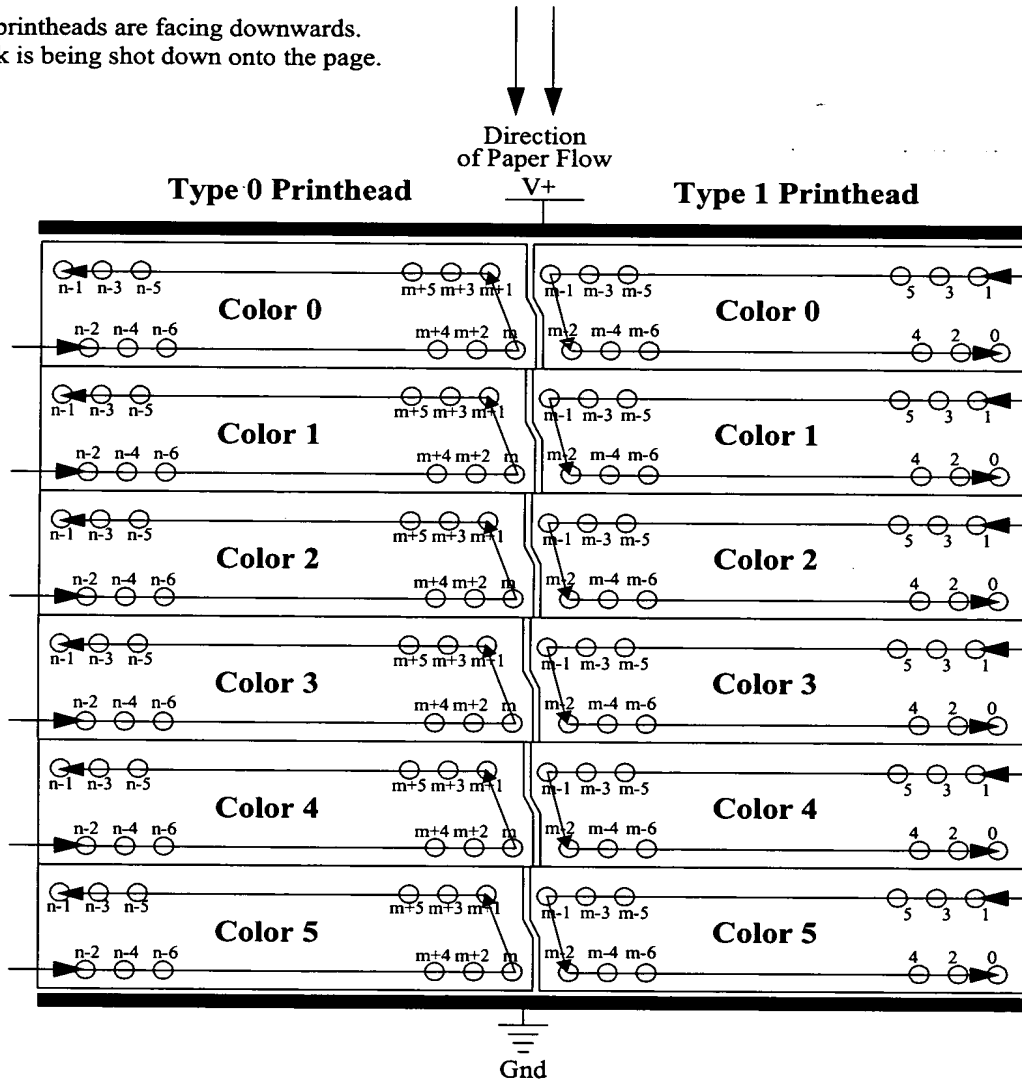 printheads are facing downwards.
k is being shot down onto the page.
Direction
of Paper Flow
V+
Type 0 Printhead
Type 1 Printhead
n-1 n-3 n-5
m+5 m+3 m+1
m-1 m-3 m-5
5 3 1
Color 0
Color 0
n-2 n-4 n-6
m+4 m+2 m
m-2 m-4 m-6
4 2 0
n-1 n-3 n-5
m+5 m+3 m+1
m-1 m-3 m-5
5 3 1
Color 1
Color 1
n-2 n-4 n-6
m+4 m+2 m
m-2 m-4 m-6
4 2 0
n-1 n-3 n-5
m+5 m+3 m+1
m-1 m-3 m-5
5 3 1
Color 2
Color 2
n-2 n-4 n-6
m+4 m+2 m
m-2 m-4 m-6
4 2 0
n-1 n-3 n-5
m+5 m+3 m+1
m-1 m-3 m-5
5 3 1
Color 3
Color 3
n-2 n-4 n-6
m+4 m+2 m
m-2 m-4 m-6
4 2 0
n-1 n-3 n-5
m+5 m+3 m+1
m-1 m-3 m-5
5 3 1
Color 4
Color 4
n-2 n-4 n-6
m+4 m+2 m
m-2 m-4 m-6
4 2 0
n-1 n-3 n-5
m+5 m+3 m+1
m-1 m-3 m-5
5 3 1
Color 5
Color 5
n-2 n-4 n-6
m+4 m+2 m
m-2 m-4 m-6
4 2 0
Gnd